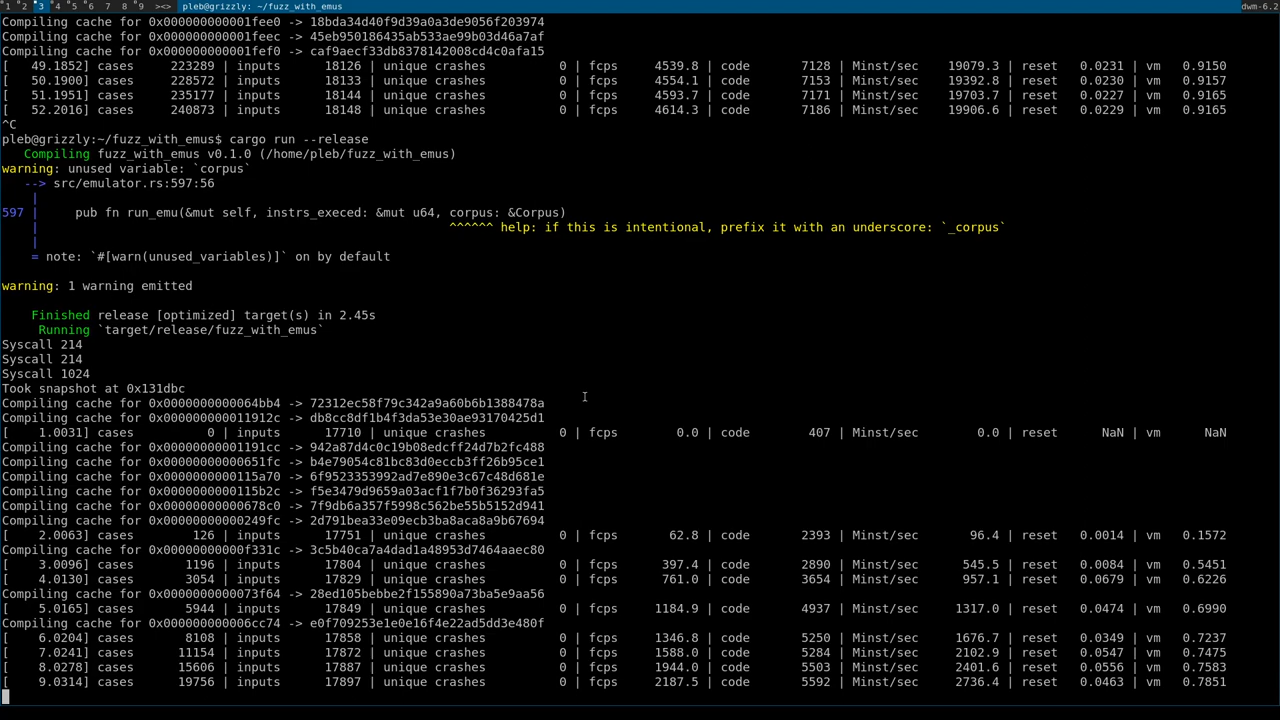 1 2 3 4 5 6 7 8 9 ><> pleb@grizzly:~/fuzz_with_emus dwm-6.2
Compiling cache for 0x000000000001fee0 -> 18bda34d40f9d39a0a3de9056f203974
Compiling cache for 0x000000000001feec -> 45eb950186435ab533ae99b03d46a7af
Compiling cache for 0x000000000001fef0 -> caf9aecf33db8378142008cd4c0afa15
[   49.1852] cases     223289 | inputs      18126 | unique crashes          0 | fcps     4539.8 | code       7128 | Minst/sec    19079.3 | reset   0.0231 | vm   0.9150
[   50.1900] cases     228572 | inputs      18133 | unique crashes          0 | fcps     4554.1 | code       7153 | Minst/sec    19392.8 | reset   0.0230 | vm   0.9157
[   51.1951] cases     235177 | inputs      18144 | unique crashes          0 | fcps     4593.7 | code       7171 | Minst/sec    19703.7 | reset   0.0227 | vm   0.9165
[   52.2016] cases     240873 | inputs      18148 | unique crashes          0 | fcps     4614.3 | code       7186 | Minst/sec    19906.6 | reset   0.0229 | vm   0.9165
^C
pleb@grizzly:~/fuzz_with_emus$ cargo run --release
   Compiling fuzz_with_emus v0.1.0 (/home/pleb/fuzz_with_emus)
warning: unused variable: `corpus`
   --> src/emulator.rs:597:56
    |
597 |     pub fn run_emu(&mut self, instrs_execed: &mut u64, corpus: &Corpus)
    |                                                        ^^^^^^ help: if this is intentional, prefix it with an underscore: `_corpus`
    |
    = note: `#[warn(unused_variables)]` on by default
warning: 1 warning emitted
    Finished release [optimized] target(s) in 2.45s
     Running `target/release/fuzz_with_emus`
Syscall 214
Syscall 214
Syscall 1024
Took snapshot at 0x131dbc
Compiling cache for 0x0000000000064bb4 -> 72312ec58f79c342a9a60b6b1388478a
Compiling cache for 0x000000000011912c -> db8cc8df1b4f3da53e30ae93170425d1
[    1.0031] cases          0 | inputs      17710 | unique crashes          0 | fcps        0.0 | code        407 | Minst/sec        0.0 | reset      NaN | vm      NaN
Compiling cache for 0x00000000001191cc -> 942a87d4c0c19b08edcff24d7b2fc488
Compiling cache for 0x00000000000651fc -> b4e79054c81bc83d0eccb3ff26b95ce1
Compiling cache for 0x0000000000115a70 -> 6f9523353992ad7e890e3c67c48d681e
Compiling cache for 0x0000000000115b2c -> f5e3479d9659a03acf1f7b0f36293fa5
Compiling cache for 0x00000000000678c0 -> 7f9db6a357f5998c562be55b5152d941
Compiling cache for 0x00000000000249fc -> 2d791bea33e09ecb3ba8aca8a9b67694
[    2.0063] cases        126 | inputs      17751 | unique crashes          0 | fcps       62.8 | code       2393 | Minst/sec       96.4 | reset   0.0014 | vm   0.1572
Compiling cache for 0x00000000000f331c -> 3c5b40ca7a4dad1a48953d7464aaec80
[    3.0096] cases       1196 | inputs      17804 | unique crashes          0 | fcps      397.4 | code       2890 | Minst/sec      545.5 | reset   0.0084 | vm   0.5451
[    4.0130] cases       3054 | inputs      17829 | unique crashes          0 | fcps      761.0 | code       3654 | Minst/sec      957.1 | reset   0.0679 | vm   0.6226
Compiling cache for 0x0000000000073f64 -> 28ed105bebbe2f155890a73ba5e9aa56
[    5.0165] cases       5944 | inputs      17849 | unique crashes          0 | fcps     1184.9 | code       4937 | Minst/sec     1317.0 | reset   0.0474 | vm   0.6990
Compiling cache for 0x000000000006cc74 -> e0f709253e1e0e16f4e22ad5dd3e480f
[    6.0204] cases       8108 | inputs      17858 | unique crashes          0 | fcps     1346.8 | code       5250 | Minst/sec     1676.7 | reset   0.0349 | vm   0.7237
[    7.0241] cases      11154 | inputs      17872 | unique crashes          0 | fcps     1588.0 | code       5284 | Minst/sec     2102.9 | reset   0.0547 | vm   0.7475
[    8.0278] cases      15606 | inputs      17887 | unique crashes          0 | fcps     1944.0 | code       5503 | Minst/sec     2401.6 | reset   0.0556 | vm   0.7583
[    9.0314] cases      19756 | inputs      17897 | unique crashes          0 | fcps     2187.5 | code       5592 | Minst/sec     2736.4 | reset   0.0463 | vm   0.7851